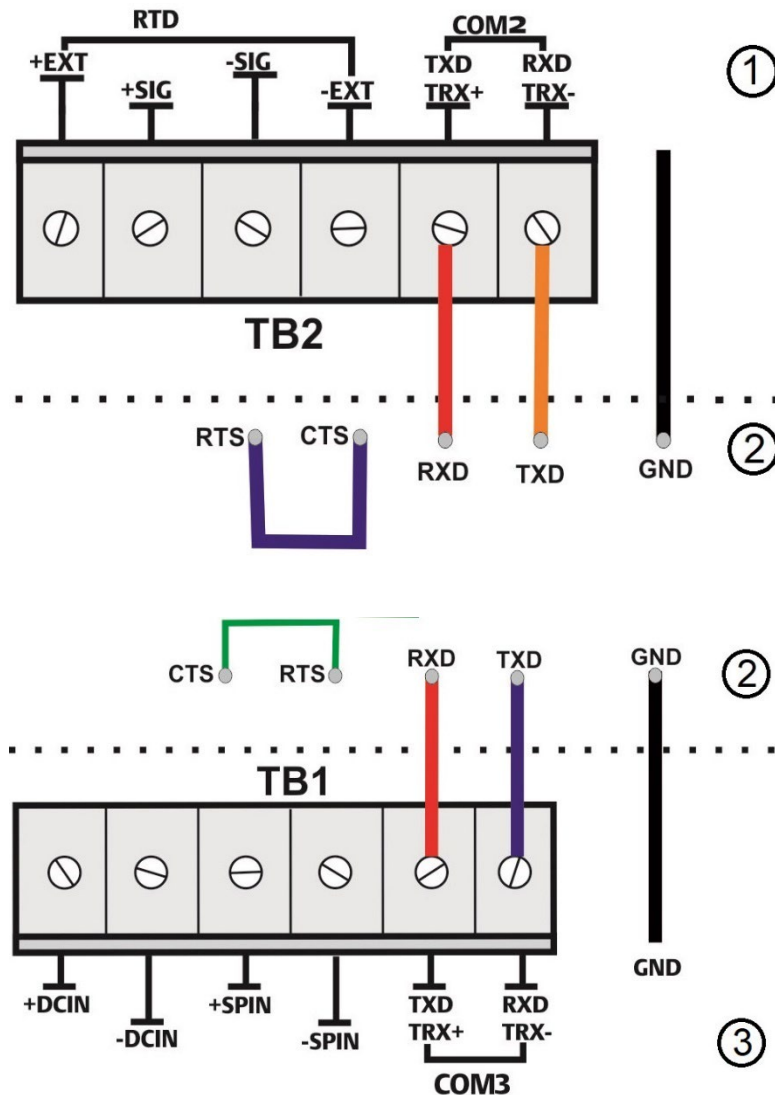 RTD
COM2
+EXT
+SIG
-SIG
-EXT
TXD
TRX+
RXD
TRX-
1
TB2
RTS
CTS
RXD
TXD
GND
2
CTS
RTS
RXD
TXD
GND
2
TB1
+DCIN
-DCIN
+SPIN
-SPIN
TXD
TRX+
RXD
TRX-
GND
COM3
3